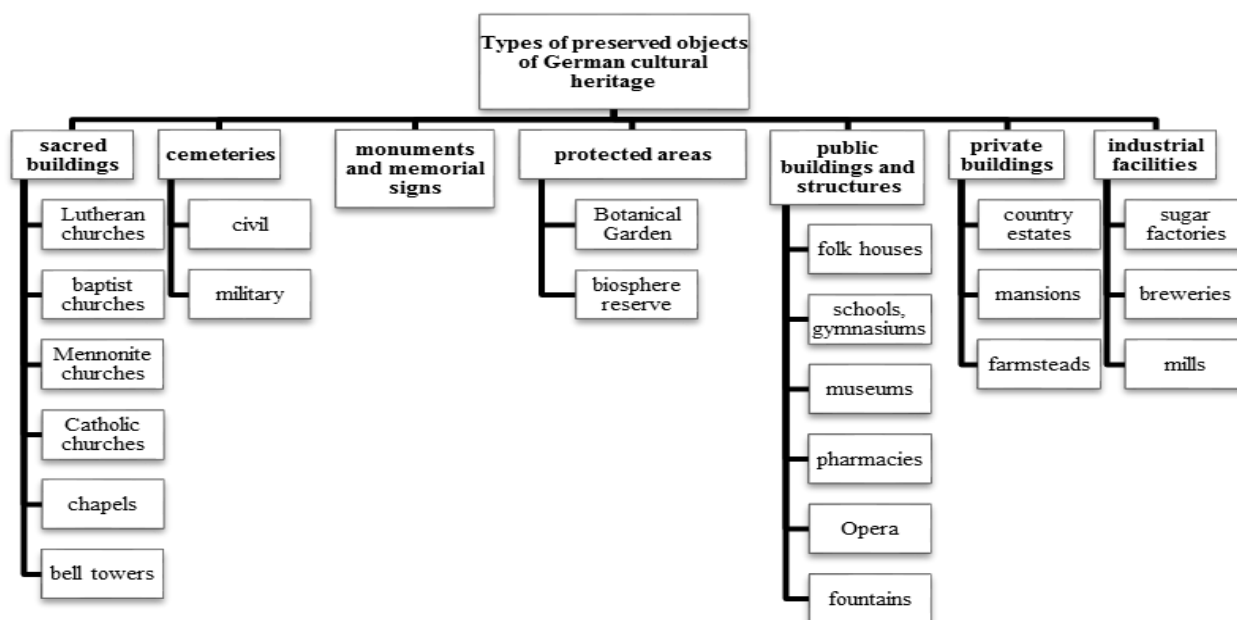 Types of preserved objects
of German cultural
heritage
sacred
buildings
Lutheran
churches
baptist
churches
Mennonite
churches
Catholic
churches
chapels
bell towers
cemeteries
civil
military
monuments
and memorial
signs
protected areas
Botanical
Garden
biosphere
reserve
public
buildings and
structures
folk houses
schools,
gymnasiums
museums
pharmacies
Opera
fountains
private
buildings
country
estates
mansions
farmsteads
industrial
facilities
sugar
factories
breweries
mills